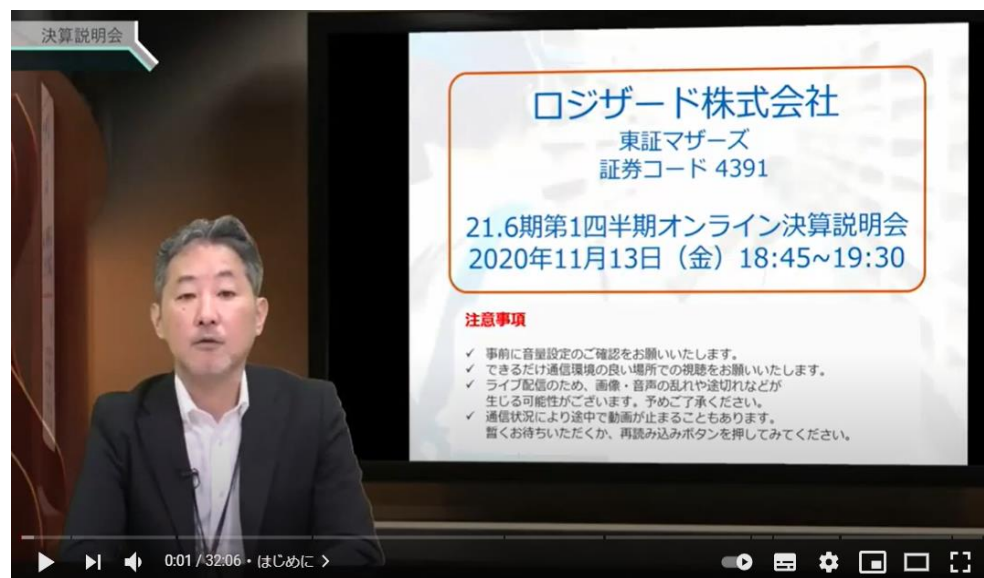 決算説明会
ロジザード株式会社
東証マザーズ
証券コード 4391
21.6期第1四半期オンライン決算説明会
2020年11月13日（金）18:45~19:30
注意事項
✓ 事前に音量設定のご確認をお願いいたします。
✓ できるだけ通信環境の良い場所での視聴をお願いいたします。
✓ ライブ配信のため、画像・音声の乱れや途切れなどが
生じる可能性がございます。予めご了承ください。
✓ 通信状況により途中で動画が止まることもあります。
暫くお待ちいただくか、再読み込みボタンを押してみてください。
0:01 / 32:06・はじめに